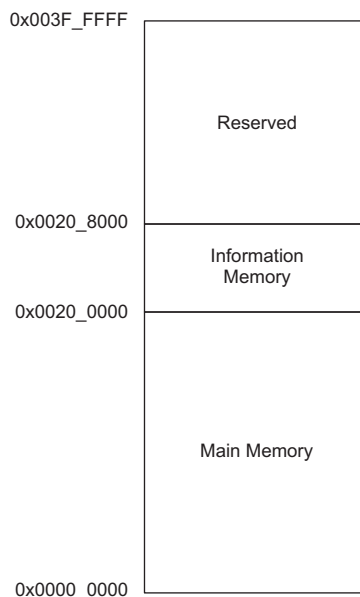 0x003F_FFFF
Reserved
0x0020_8000
Information
Memory
0x0020_0000
Main Memory
0x0000_0000